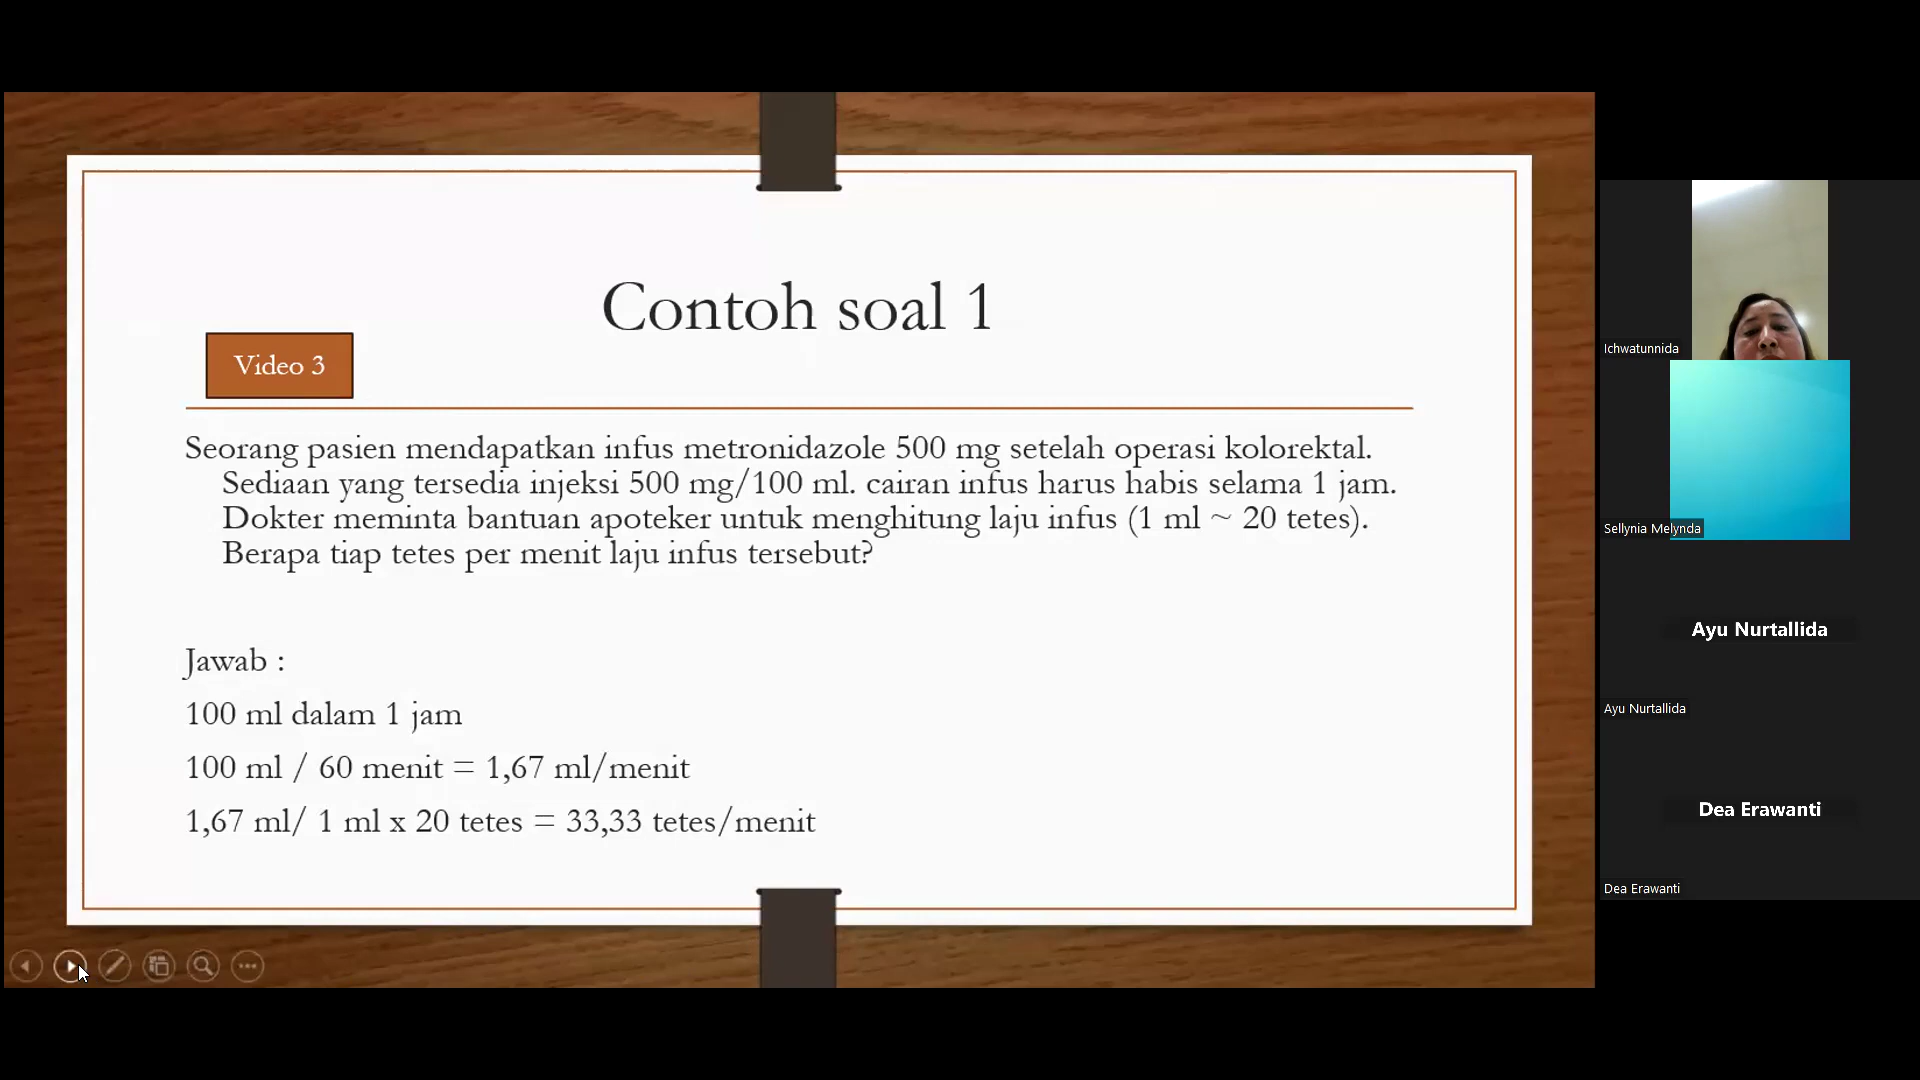 Contoh soal 1
Video 3
Seorang pasien mendapatkan infus metronidazole 500 mg setelah operasi kolorektal.
Sediaan yang tersedia injeksi 500 mg/100 ml. cairan infus harus habis selama 1 jam.
Dokter meminta bantuan apoteker untuk menghitung laju infus (1 ml ~ 20 tetes).
Berapa tiap tetes per menit laju infus tersebut?
Jawab :
100 ml dalam 1 jam
100 ml / 60 menit = 1,67 ml/menit
1,67 ml/ 1 ml x 20 tetes = 33,33 tetes/menit
Ichwatunnida
Sellynia Melynda
Ayu Nurtallida
Ayu Nurtallida
Dea Erawanti
Dea Erawanti